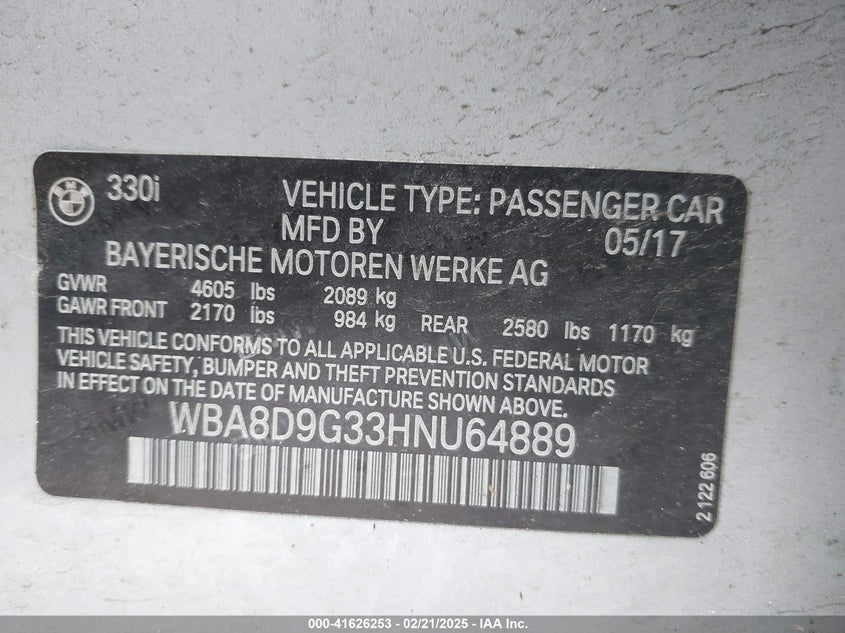 BMW 330i VEHICLE TYPE: PASSENGER CAR
MFD BY 05/17
BAYERISCHE MOTOREN WERKE AG
GVWR 4605 lbs 2089 kg
GAWR FRONT 2170 lbs 984 kg REAR 2580 lbs 1170 kg
THIS VEHICLE CONFORMS TO ALL APPLICABLE U.S. FEDERAL MOTOR
VEHICLE SAFETY, BUMPER AND THEFT PREVENTION STANDARDS
IN EFFECT ON THE DATE OF MANUFACTURE SHOWN ABOVE.
WBA8D9G33HNU64889
2 122 606
000-41626253 - 02/21/2025 - IAA Inc.